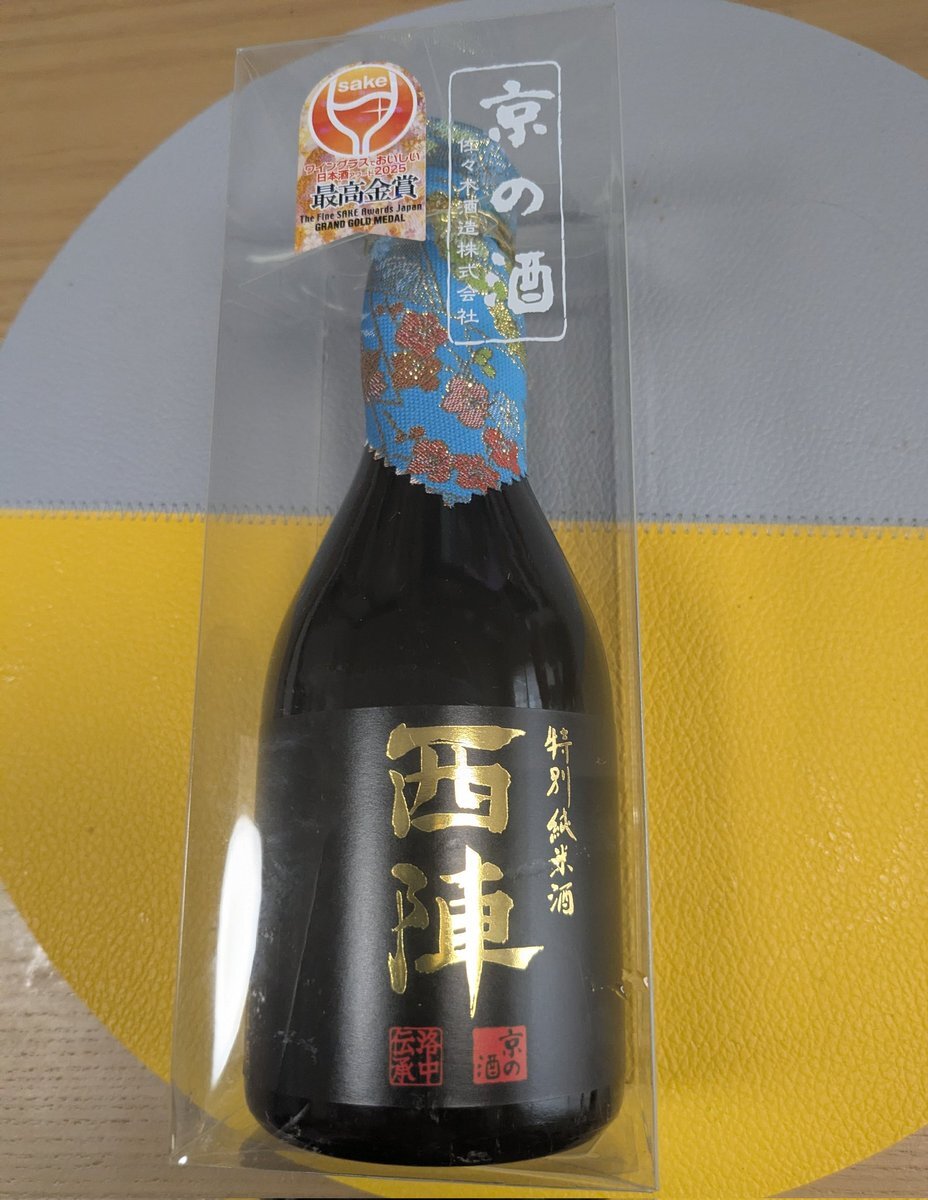 sake
ワイングラスでおいしい
日本酒アワード2025
最高金賞
The Fine SAKE Awards Japan
GRAND GOLD MEDAL
京の酒
佐々木酒造株式会社
特別純米酒
西陣
京の酒
洛中伝承